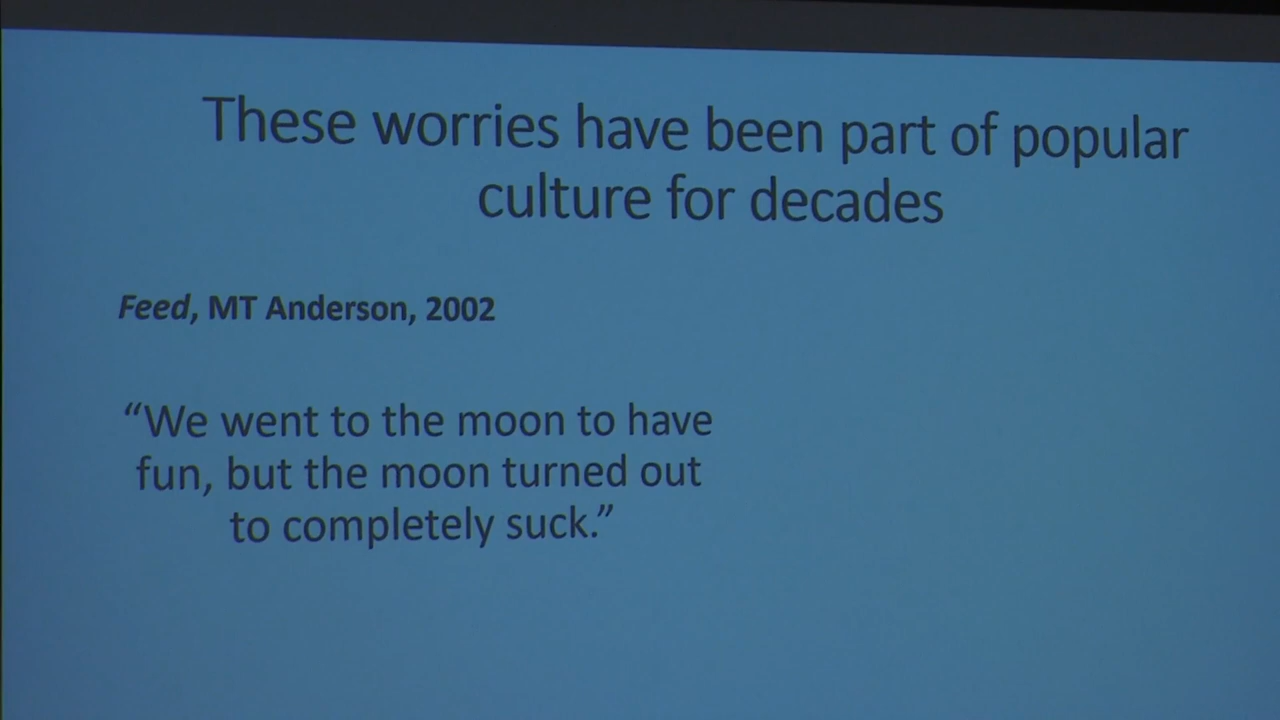 These worries have been part of popular
culture for decades
Feed, MT Anderson, 2002
“We went to the moon to have
fun, but the moon turned out
to completely suck.”